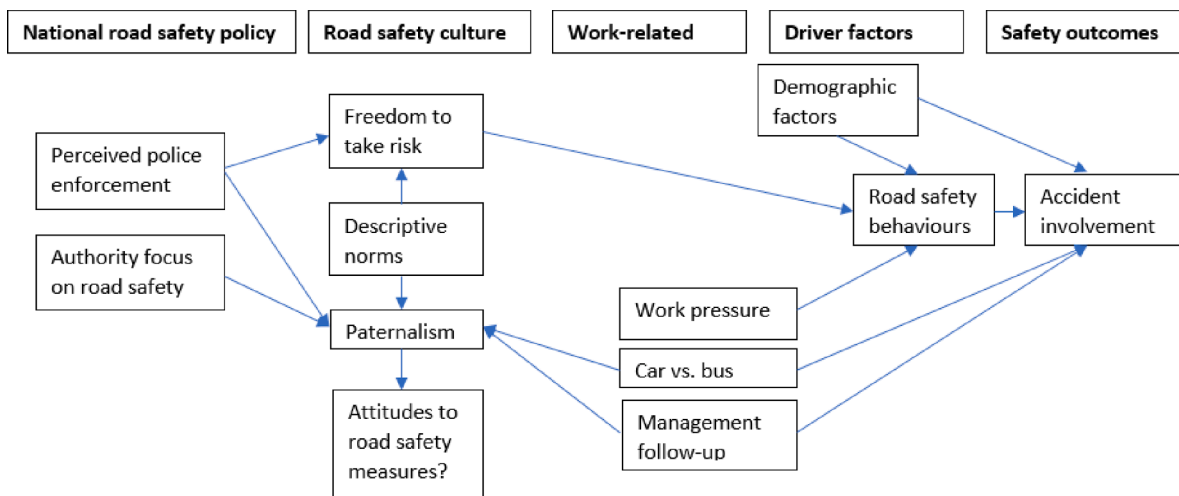 National road safety policy
Road safety culture
Work-related
Driver factors
Safety outcomes
Perceived police
enforcement
Authority focus
on road safety
Freedom to
take risk
Descriptive
norms
Paternalism
Attitudes to
road safety
measures?
Work pressure
Car vs. bus
Management
follow-up
Demographic
factors
Road safety
behaviours
Accident
involvement